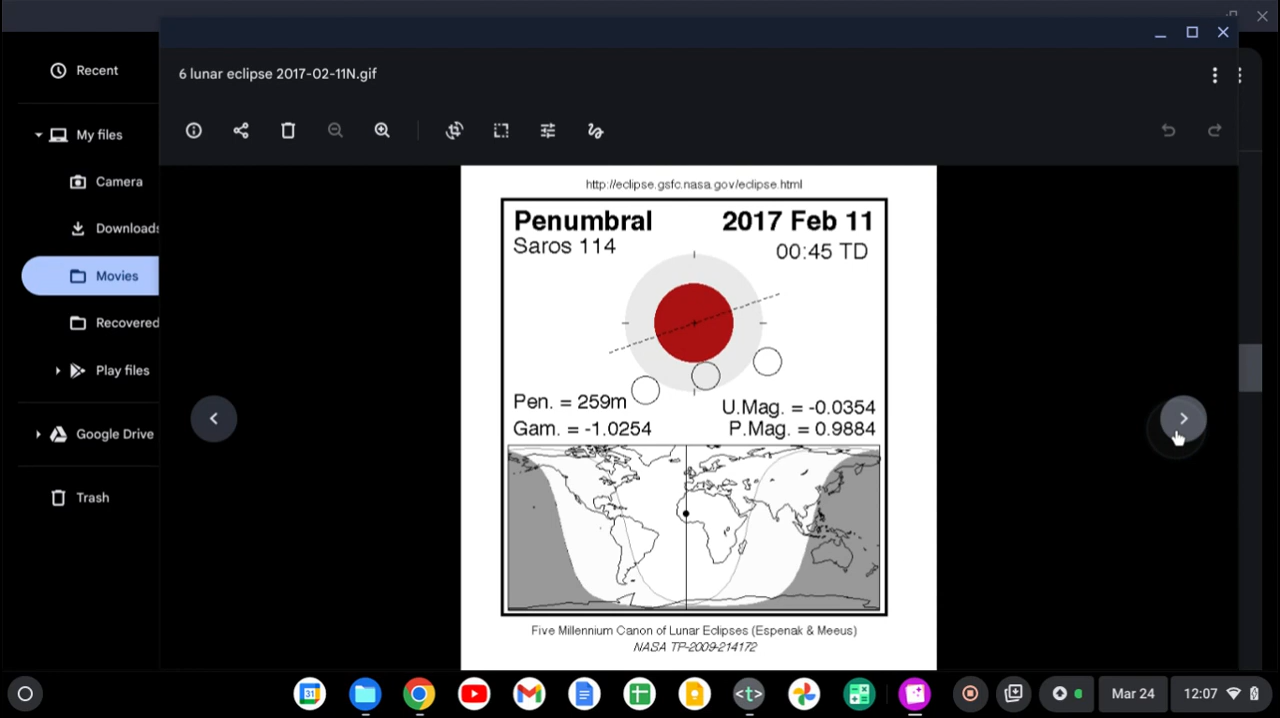 6 lunar eclipse 2017-02-11N.gif
Recent
My files
Camera
Downloads
Movies
Recovered
Play files
Google Drive
Trash
http://eclipse.gsfc.nasa.gov/eclipse.html
Penumbral 2017 Feb 11
Saros 114 00:45 TD
Pen. = 259m U.Mag. = -0.0354
Gam. = -1.0254 P.Mag. = 0.9884
Five Millennium Canon of Lunar Eclipses (Espenak & Meeus)
NASA TP-2009-214172
31 <t> Mar 24 12:07